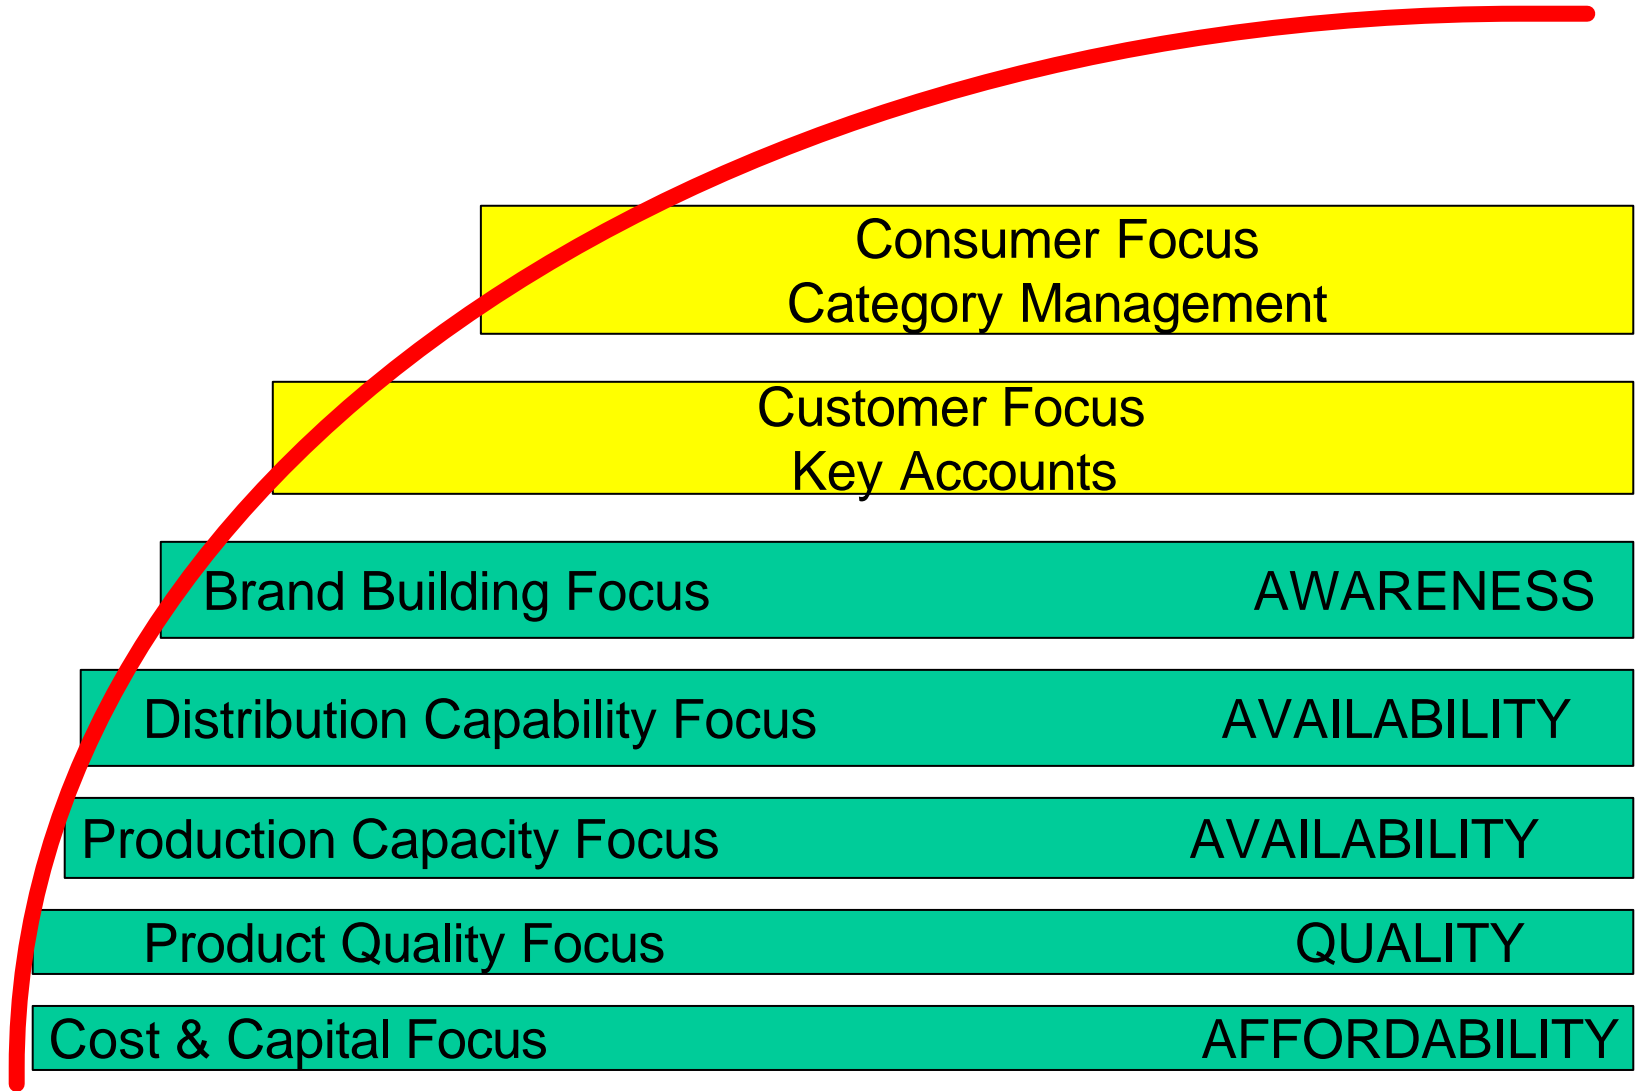 Consumer Focus
Category Management
Customer Focus
Key Accounts
Brand Building Focus AWARENESS
Distribution Capability Focus AVAILABILITY
Production Capacity Focus AVAILABILITY
Product Quality Focus QUALITY
Cost & Capital Focus AFFORDABILITY